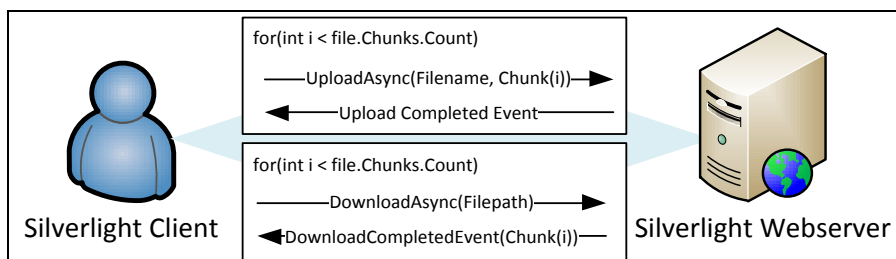 for(int i < file.Chunks.Count)
UploadAsync(Filename, Chunk(i))
Upload Completed Event
for(int i < file.Chunks.Count)
DownloadAsync(Filepath)
DownloadCompletedEvent(Chunk(i))
Silverlight Client
Silverlight Webserver